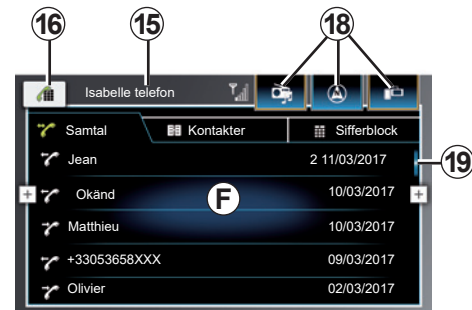 16 15 18
Isabelle telefon
Samtal Kontakter Sifferblock
Jean 2 11/03/2017
19
Okänd 10/03/2017
F
Matthieu 10/03/2017
+33053658XXX 09/03/2017
Olivier 02/03/2017